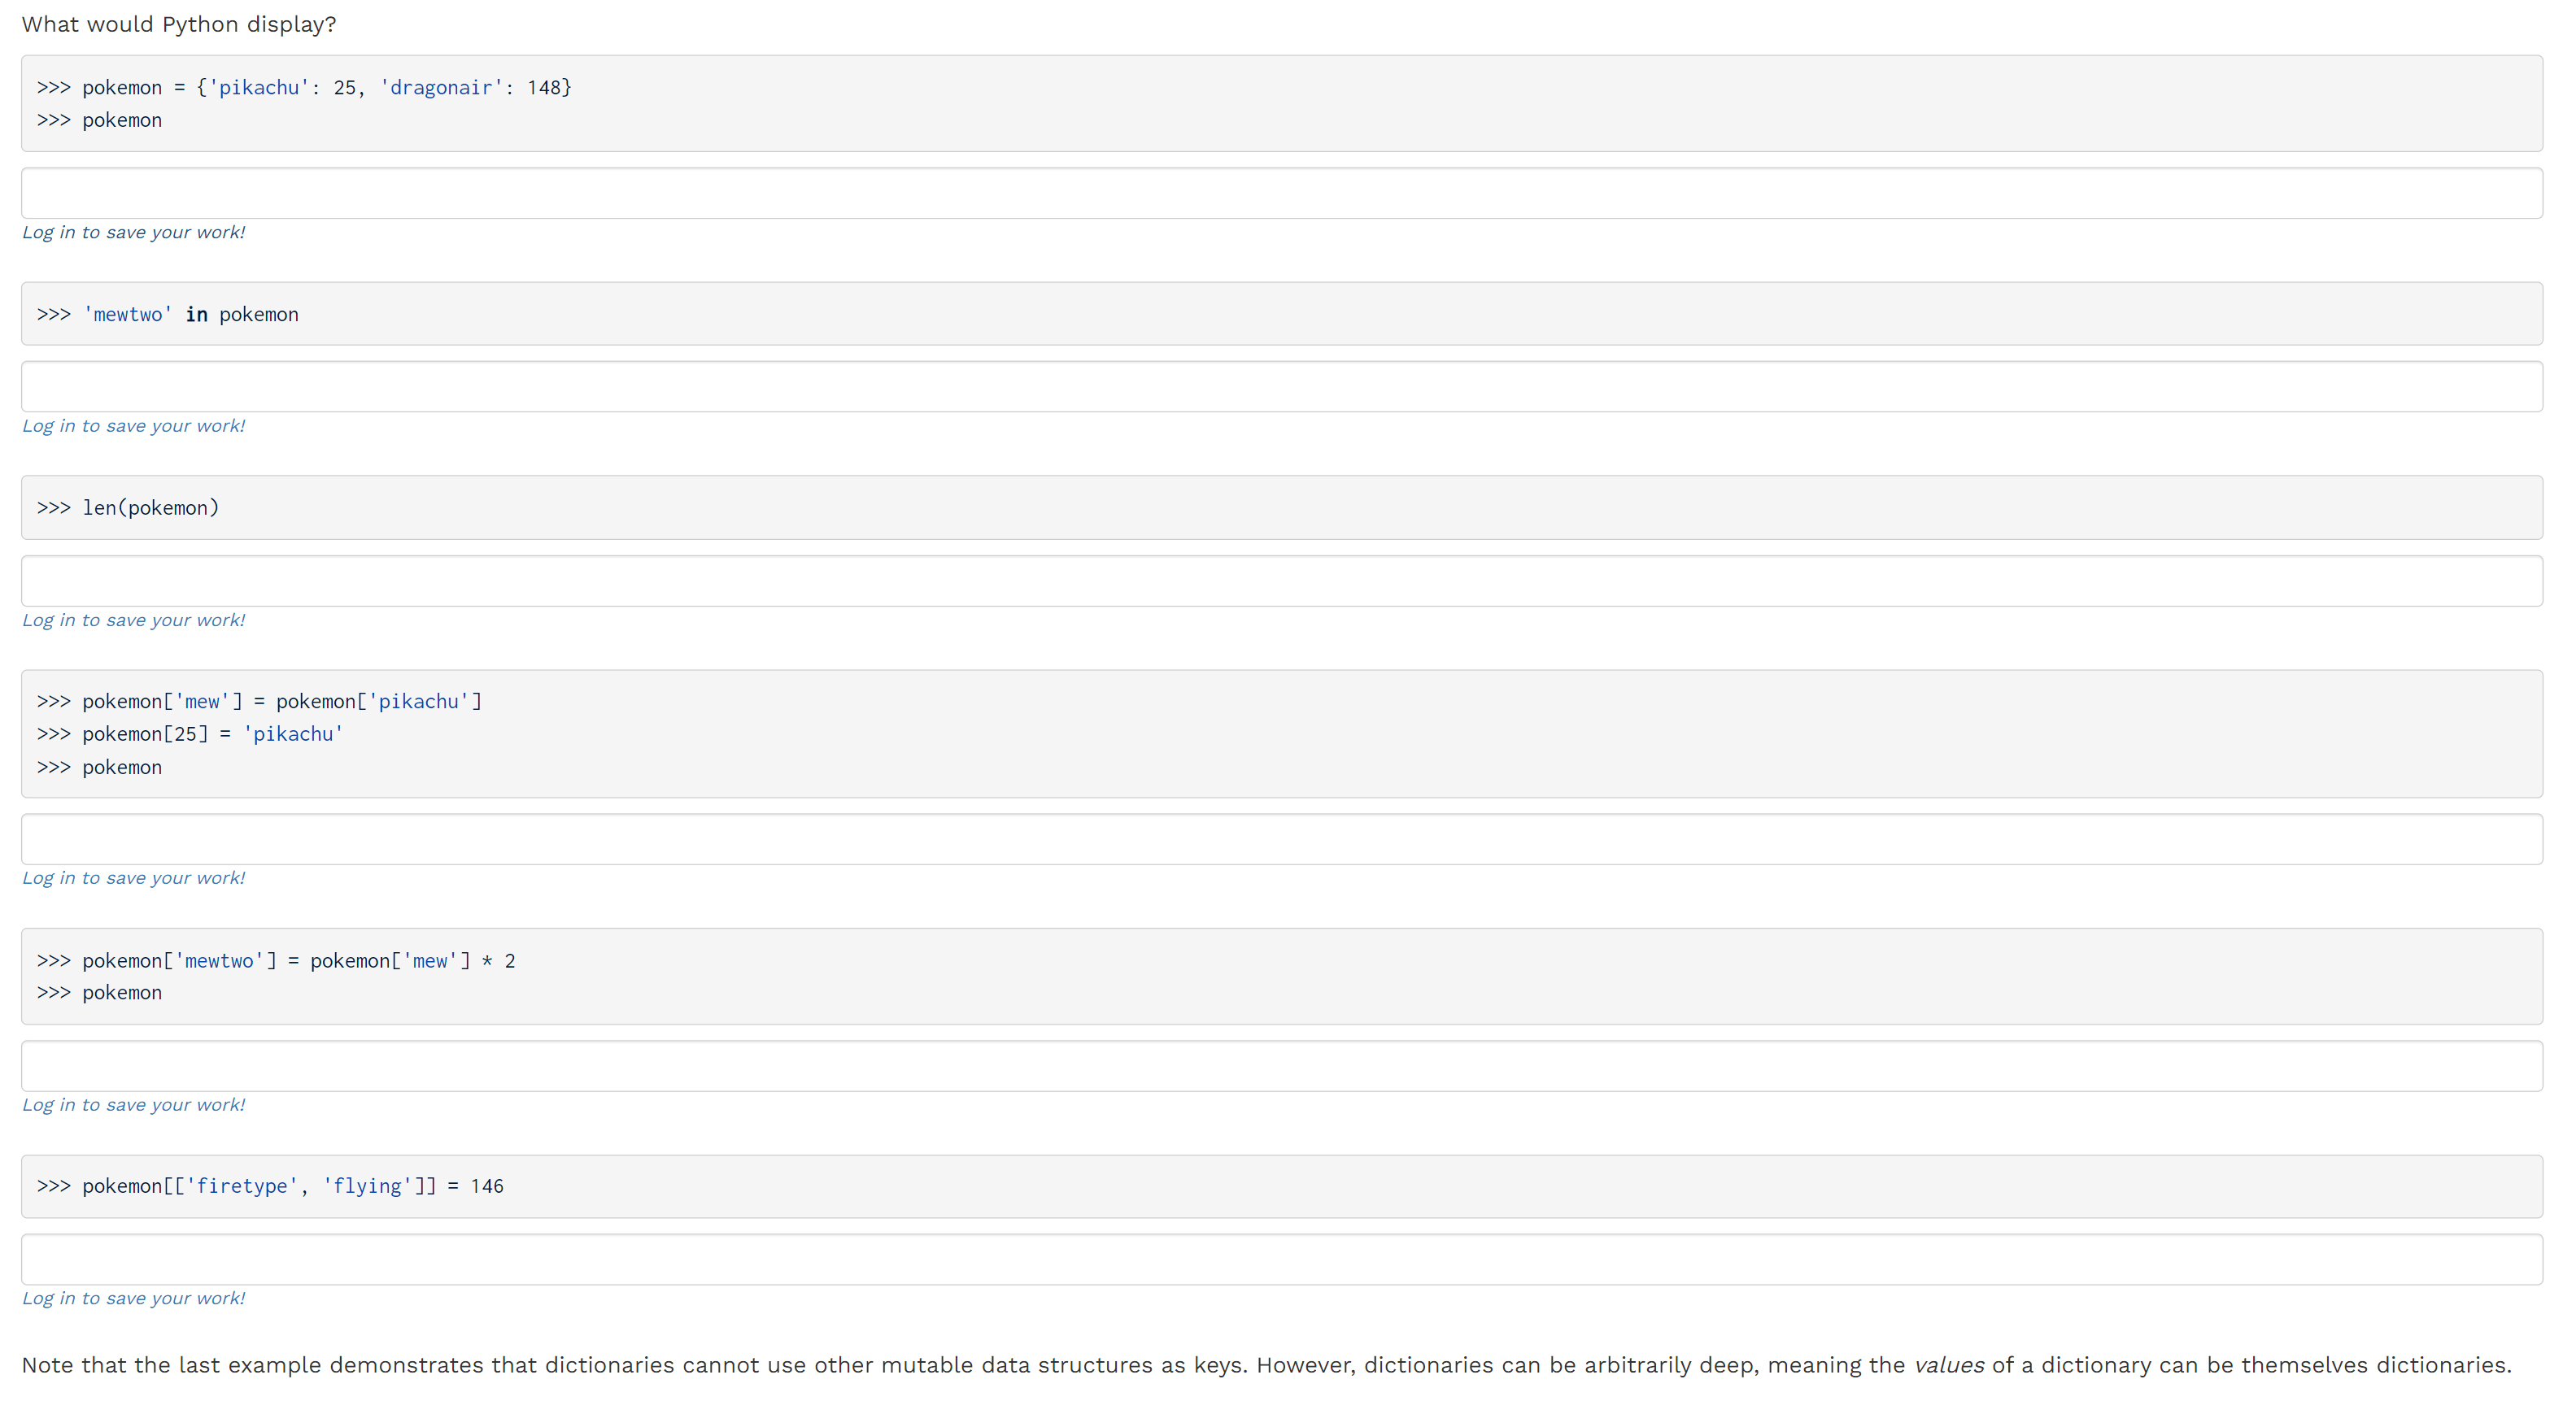 What would Python display?
>>> pokemon = {'pikachu': 25, 'dragonair': 148}
>>> pokemon
Log in to save your work!
>>> 'mewtwo' in pokemon
Log in to save your work!
>>> len(pokemon)
Log in to save your work!
>>> pokemon['mew'] = pokemon['pikachu']
>>> pokemon[25] = 'pikachu'
>>> pokemon
Log in to save your work!
>>> pokemon['mewtwo'] = pokemon['mew'] * 2
>>> pokemon
Log in to save your work!
>>> pokemon[['firetype', 'flying']] = 146
Log in to save your work!
Note that the last example demonstrates that dictionaries cannot use other mutable data structures as keys. However, dictionaries can be arbitrarily deep, meaning the values of a dictionary can be themselves dictionaries.